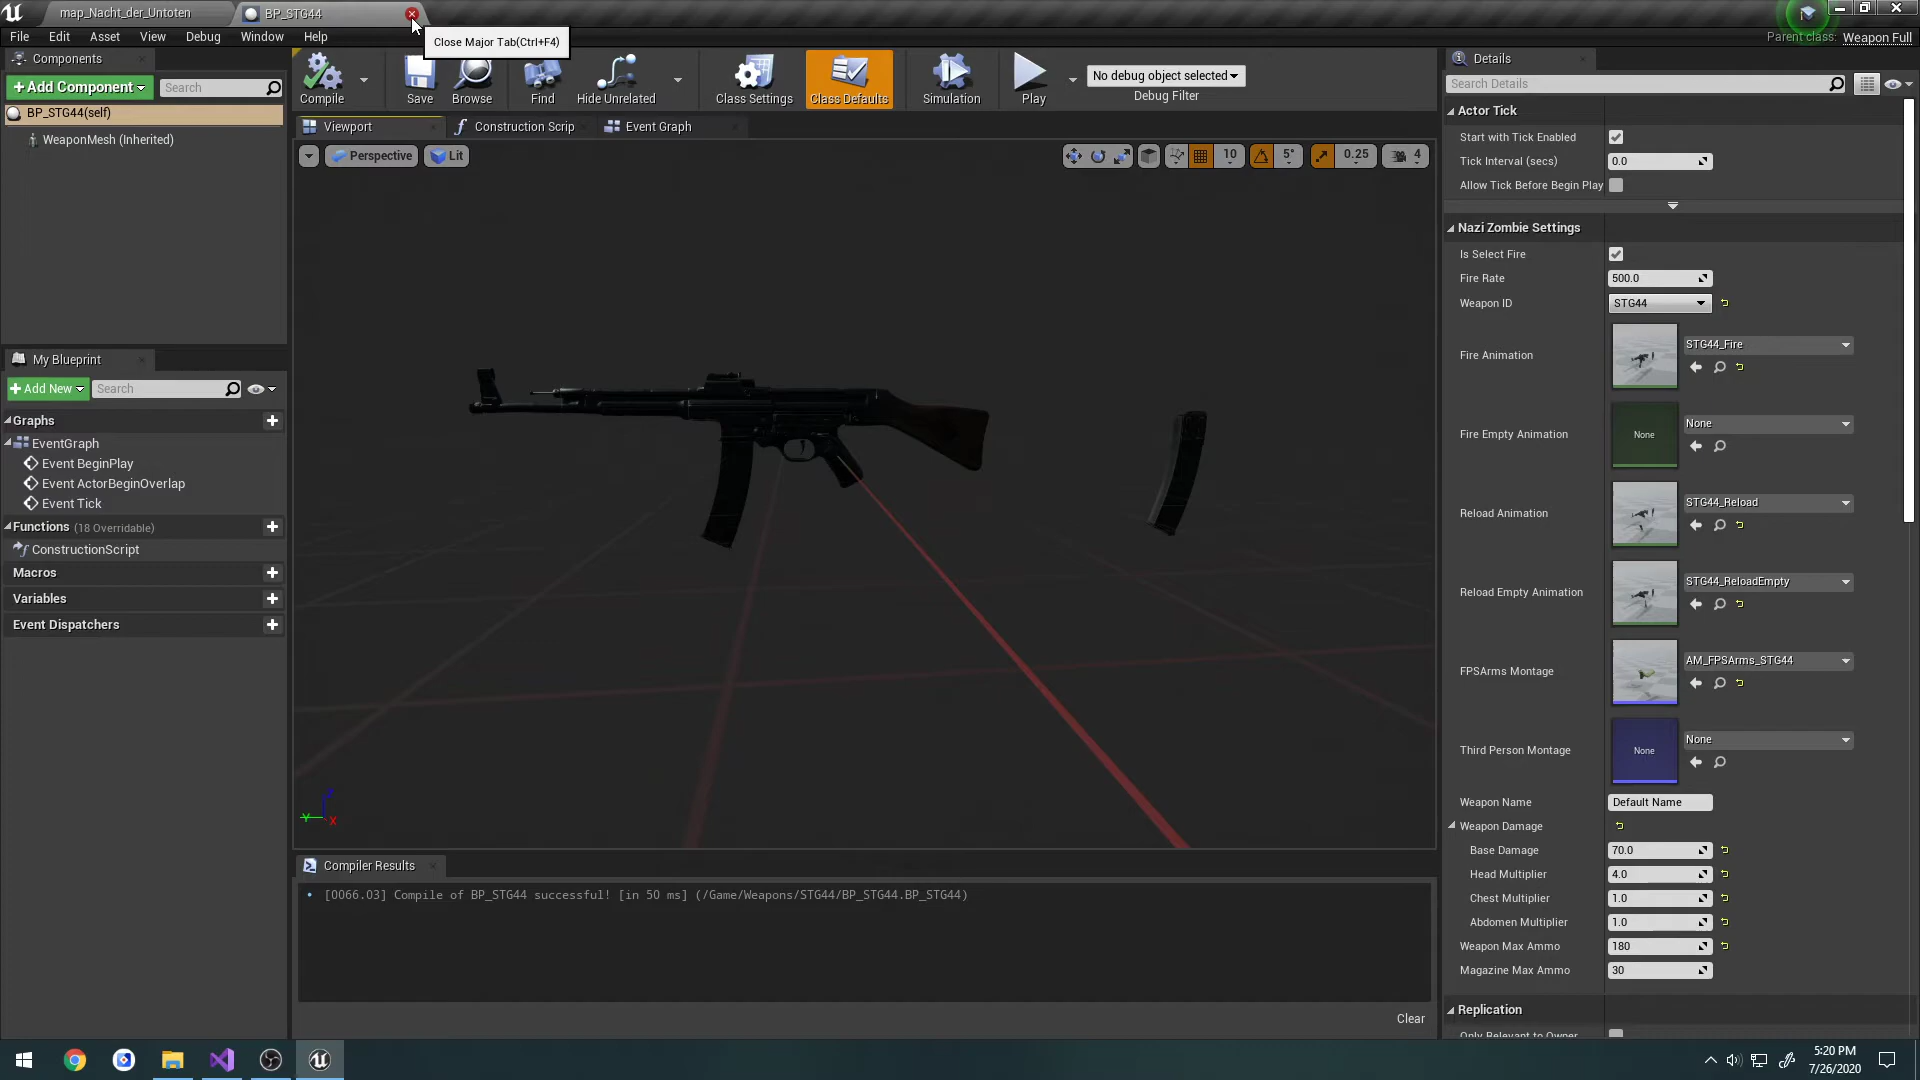 map_Nacht_der_Untoten
BP_STG44
Close Major Tab(Ctrl+F4)
Parent class: Weapon Full
File Edit Asset View Debug Window Help
Components
+Add Component
Search
BP_STG44(self)
WeaponMesh (Inherited)
My Blueprint
+Add New
Search
Graphs
EventGraph
Event BeginPlay
Event ActorBeginOverlap
Event Tick
Functions (18 Overridable)
ConstructionScript
Macros
Variables
Event Dispatchers
Compile
Save
Browse
Find
Hide Unrelated
Class Settings
Class Defaults
Simulation
Play
No debug object selected
Debug Filter
Viewport
Construction Scrip
Event Graph
Perspective
Lit
10
5°
0.25
4
Z
Y
X
Compiler Results
• [0066.03] Compile of BP_STG44 successful! [in 50 ms] (/Game/Weapons/STG44/BP_STG44.BP_STG44)
Clear
Details
Search Details
Actor Tick
Start with Tick Enabled
Tick Interval (secs) 0.0
Allow Tick Before Begin Play
Nazi Zombie Settings
Is Select Fire
Fire Rate 500.0
Weapon ID STG44
Fire Animation STG44_Fire
Fire Empty Animation None None
Reload Animation STG44_Reload
Reload Empty Animation STG44_ReloadEmpty
FPSArms Montage AM_FPSArms_STG44
Third Person Montage None None
Weapon Name Default Name
Weapon Damage
Base Damage 70.0
Head Multiplier 4.0
Chest Multiplier 1.0
Abdomen Multiplier 1.0
Weapon Max Ammo 180
Magazine Max Ammo 30
Replication
Only Relevant to Owner
5:20 PM
7/26/2020